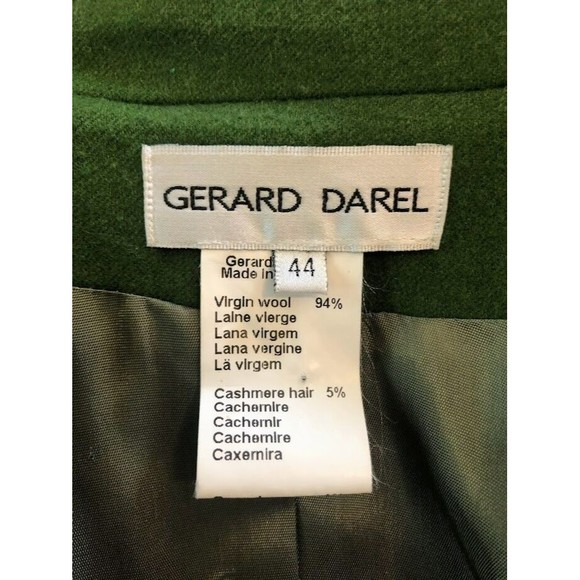 GERARD DAREL
44
Gerard
Made in
Virgin wool 94%
Laine vierge
Lana virgem
Lana vergine
Lä virgem
Cashmere hair 5%
Cachemire
Cachemir
Cachemire
Caxemira